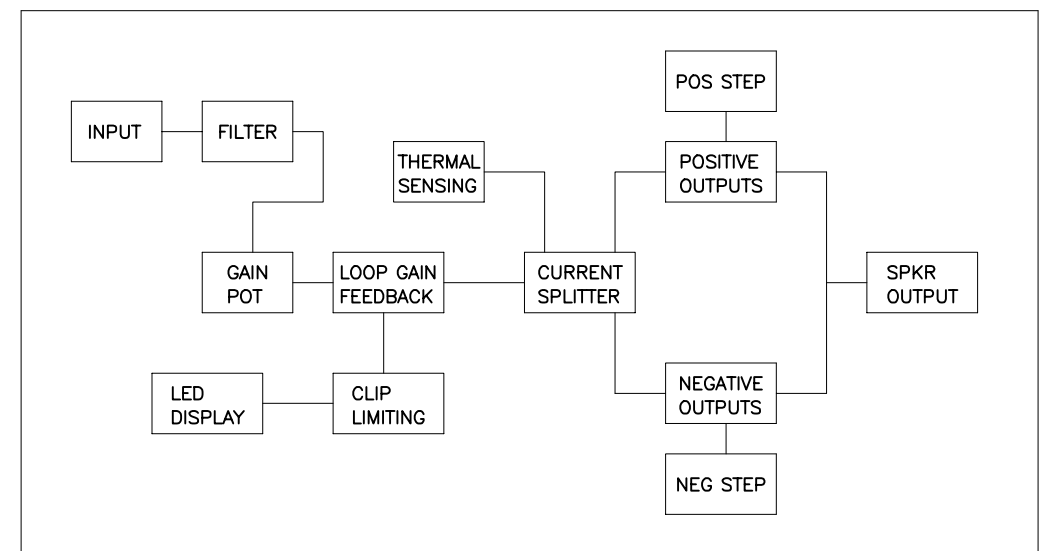 POS STEP
INPUT
FILTER
THERMAL
SENSING
POSITIVE
OUTPUTS
GAIN
POT
LOOP GAIN
FEEDBACK
CURRENT
SPLITTER
SPKR
OUTPUT
LED
DISPLAY
CLIP
LIMITING
NEGATIVE
OUTPUTS
NEG STEP